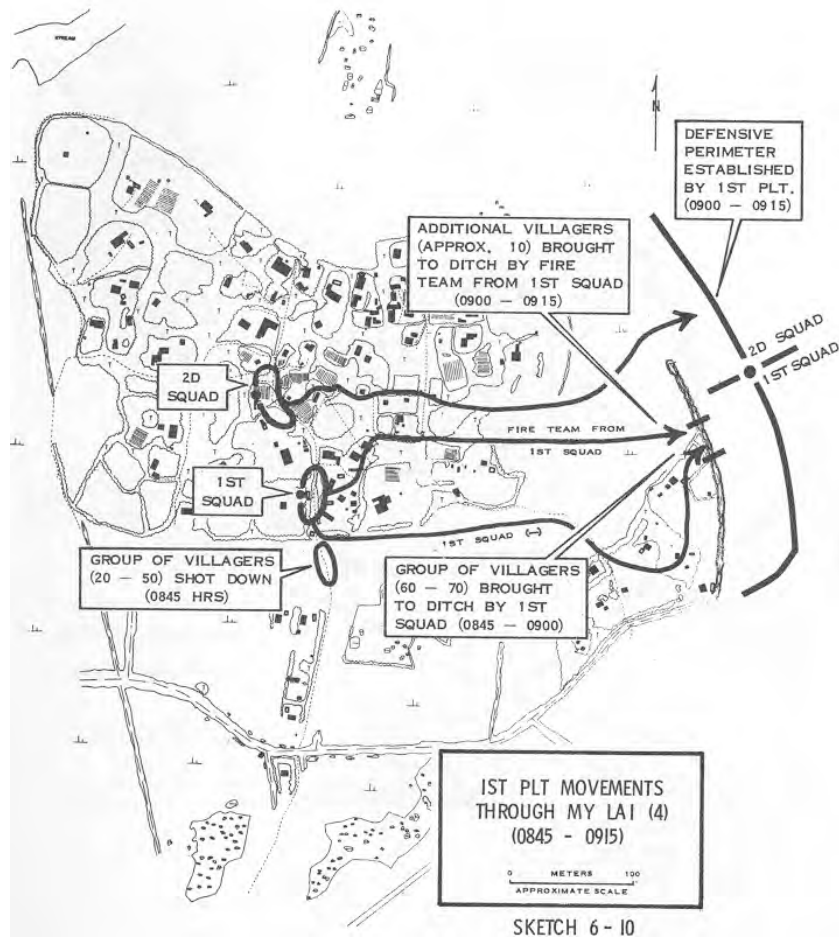 STREAM
N
DEFENSIVE
PERIMETER
ESTABLISHED
BY 1ST PLT.
(0900 — 0915)
ADDITIONAL VILLAGERS
(APPROX. 10) BROUGHT
TO DITCH BY FIRE
TEAM FROM 1ST SQUAD
(0900 — 0915)
2D SQUAD
1ST SQUAD
2D
SQUAD
FIRE TEAM FROM
1ST SQUAD
1ST
SQUAD
1ST SQUAD (—)
GROUP OF VILLAGERS
(20 — 50) SHOT DOWN
(0845 HRS)
GROUP OF VILLAGERS
(60 — 70) BROUGHT
TO DITCH BY 1ST
SQUAD (0845 — 0900)
1ST PLT MOVEMENTS
THROUGH MY LAI (4)
(0845 - 0915)
0 METERS 100
APPROXIMATE SCALE
SKETCH 6-10